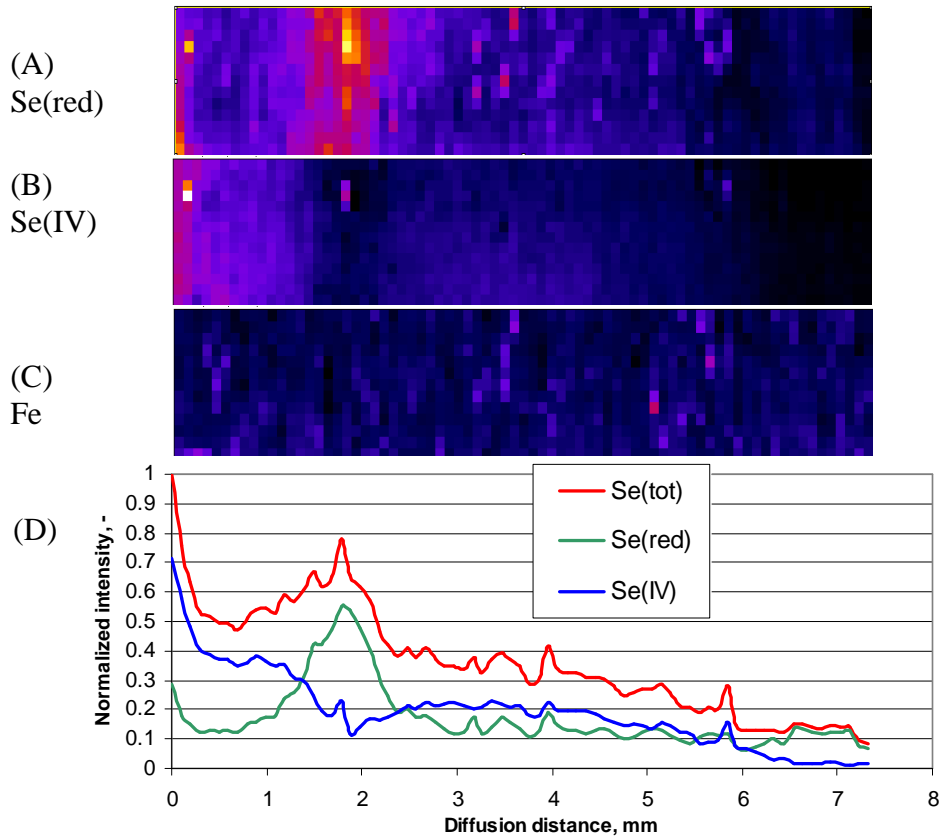 (A)
Se(red)
(B)
Se(IV)
(C)
Fe
(D)
Normalized intensity, -
1
0.9
0.8
0.7
0.6
0.5
0.4
0.3
0.2
0.1
0
Se(tot)
Se(red)
Se(IV)
0 1 2 3 4 5 6 7 8
Diffusion distance, mm